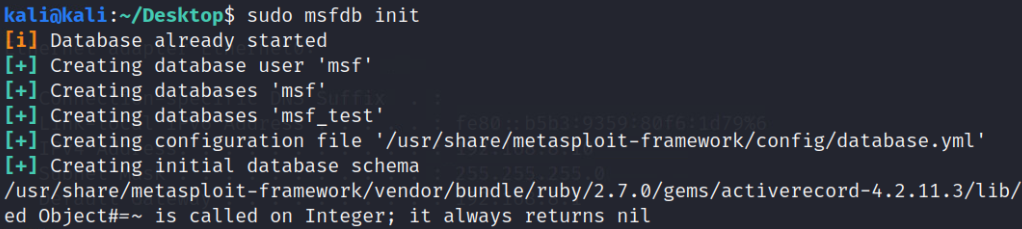 kali@kali:~/Desktop$ sudo msfdb init
[i] Database already started
[+] Creating database user 'msf'
[+] Creating databases 'msf'
[+] Creating databases 'msf_test'
[+] Creating configuration file '/usr/share/metasploit-framework/config/database.yml'
[+] Creating initial database schema
/usr/share/metasploit-framework/vendor/bundle/ruby/2.7.0/gems/activerecord-4.2.11.3/lib/
ed Object#=~ is called on Integer; it always returns nil